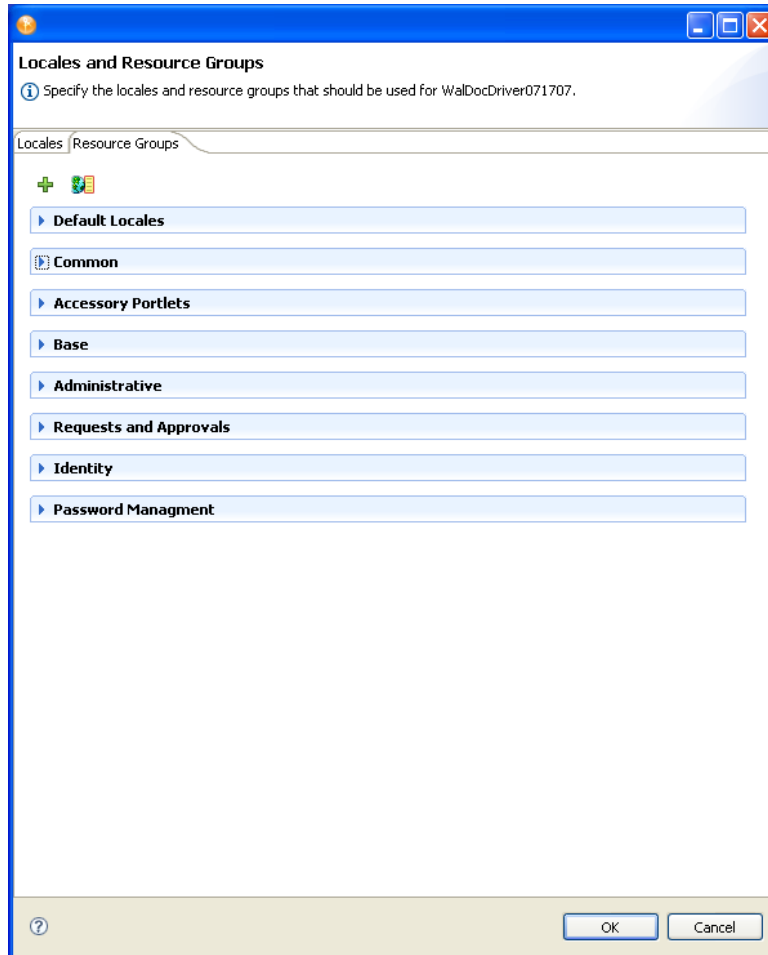 Locales and Resource Groups
Specify the locales and resource groups that should be used for WalDocDriver071707.
Locales Resource Groups
Default Locales
Common
Accessory Portlets
Base
Administrative
Requests and Approvals
Identity
Password Managment
OK Cancel